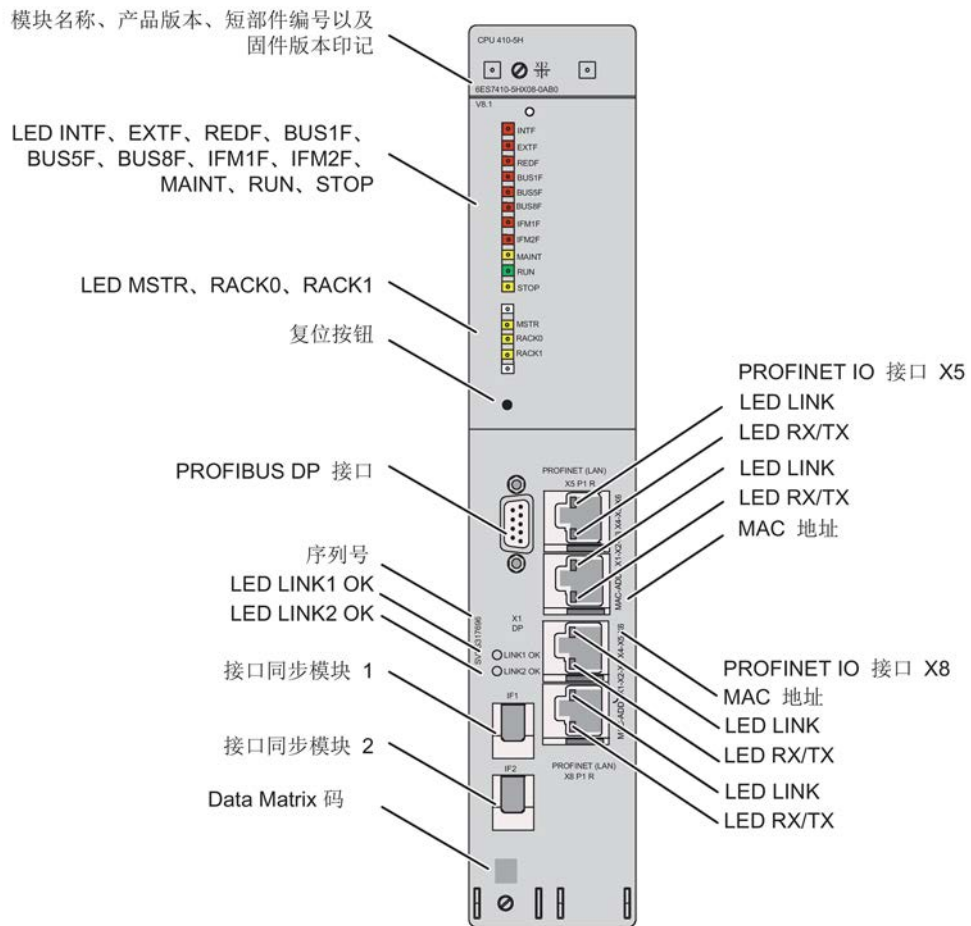 模块名称、产品版本、短部件编号以及
固件版本印记
LED INTF、EXTF、REDF、BUS1F、
BUS5F、BUS8F、IFM1F、IFM2F、
MAINT、RUN、STOP
LED MSTR、RACK0、RACK1
复位按钮
PROFIBUS DP 接口
序列号
LED LINK1 OK
LED LINK2 OK
接口同步模块 1
接口同步模块 2
Data Matrix 码
CPU 410-5H
X 2
3 4
6ES7410-5HX08-0AB0
V8.1
INTF
EXTF
REDF
BUS1F
BUS5F
BUS8F
IFM1F
IFM2F
MAINT
RUN
STOP
MSTR
RACK0
RACK1
PROFINET (LAN)
X5 P1 R
X1
DP
LINK1 OK
LINK2 OK
IF1
IF2
PROFINET (LAN)
X8 P1 R
PROFINET IO 接口 X5
LED LINK
LED RX/TX
LED LINK
LED RX/TX
MAC 地址
PROFINET IO 接口 X8
MAC 地址
LED LINK
LED RX/TX
LED LINK
LED RX/TX